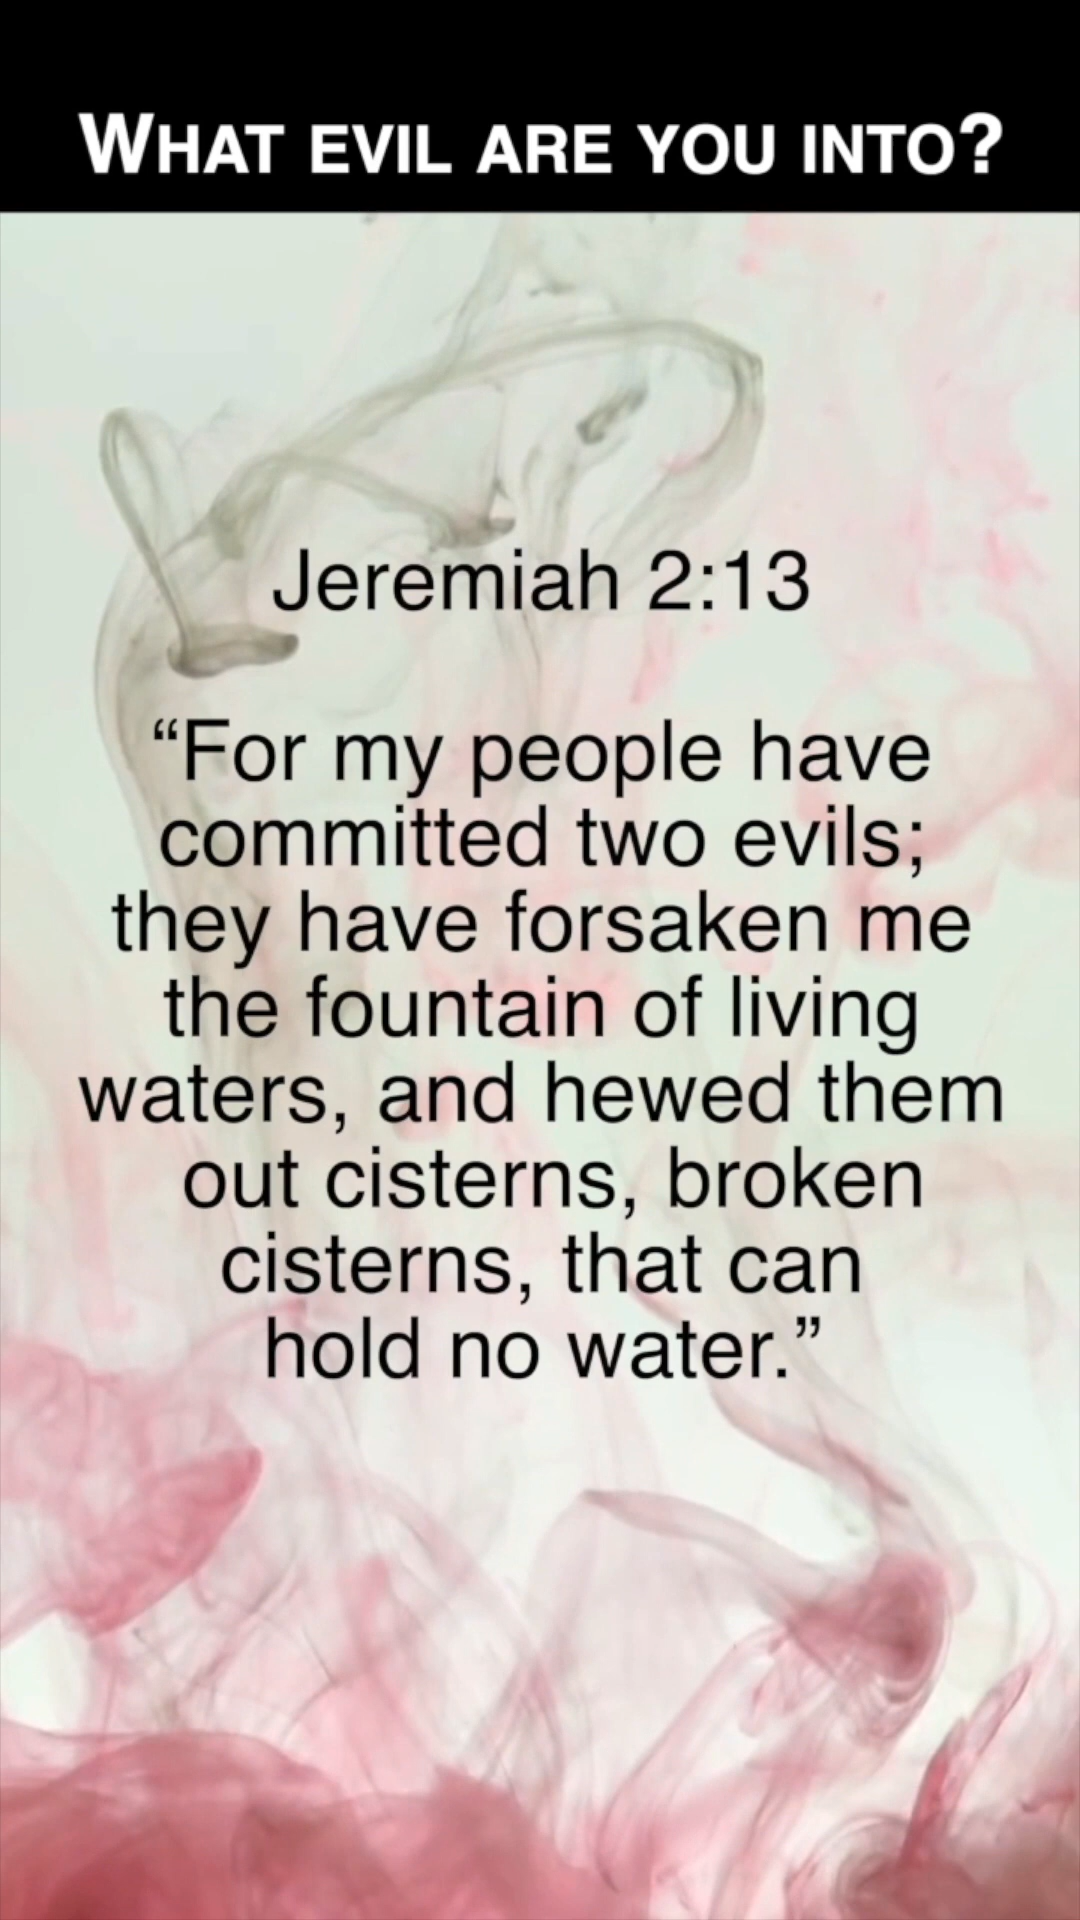 WHAT EVIL ARE YOU INTO?
Jeremiah 2:13
“For my people have
committed two evils;
they have forsaken me
the fountain of living
waters, and hewed them
out cisterns, broken
cisterns, that can
hold no water.”